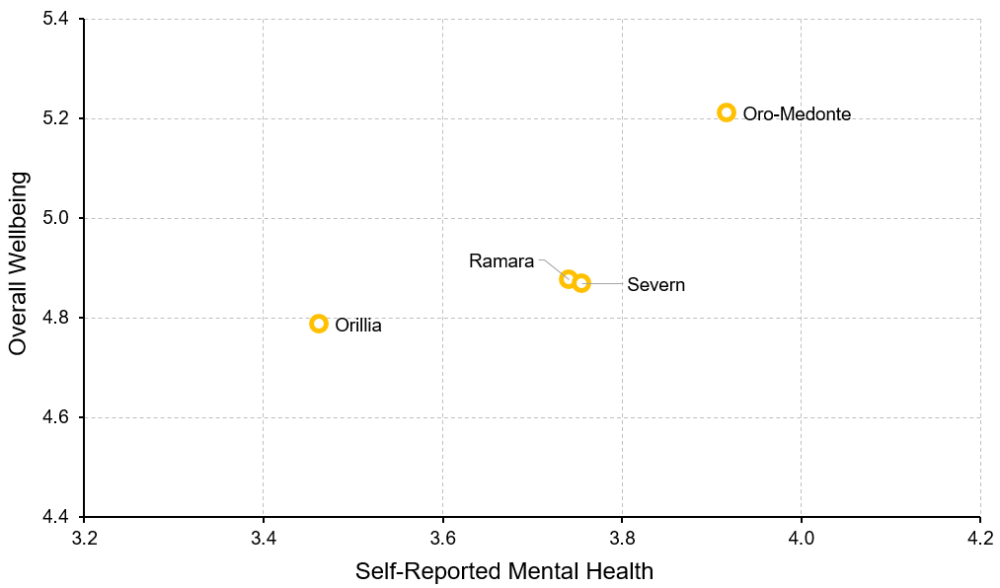 5.4
5.2
5.0
4.8
4.6
4.4
Overall Wellbeing
Oro-Medonte
Ramara
Severn
Orillia
3.2 3.4 3.6 3.8 4.0 4.2
Self-Reported Mental Health